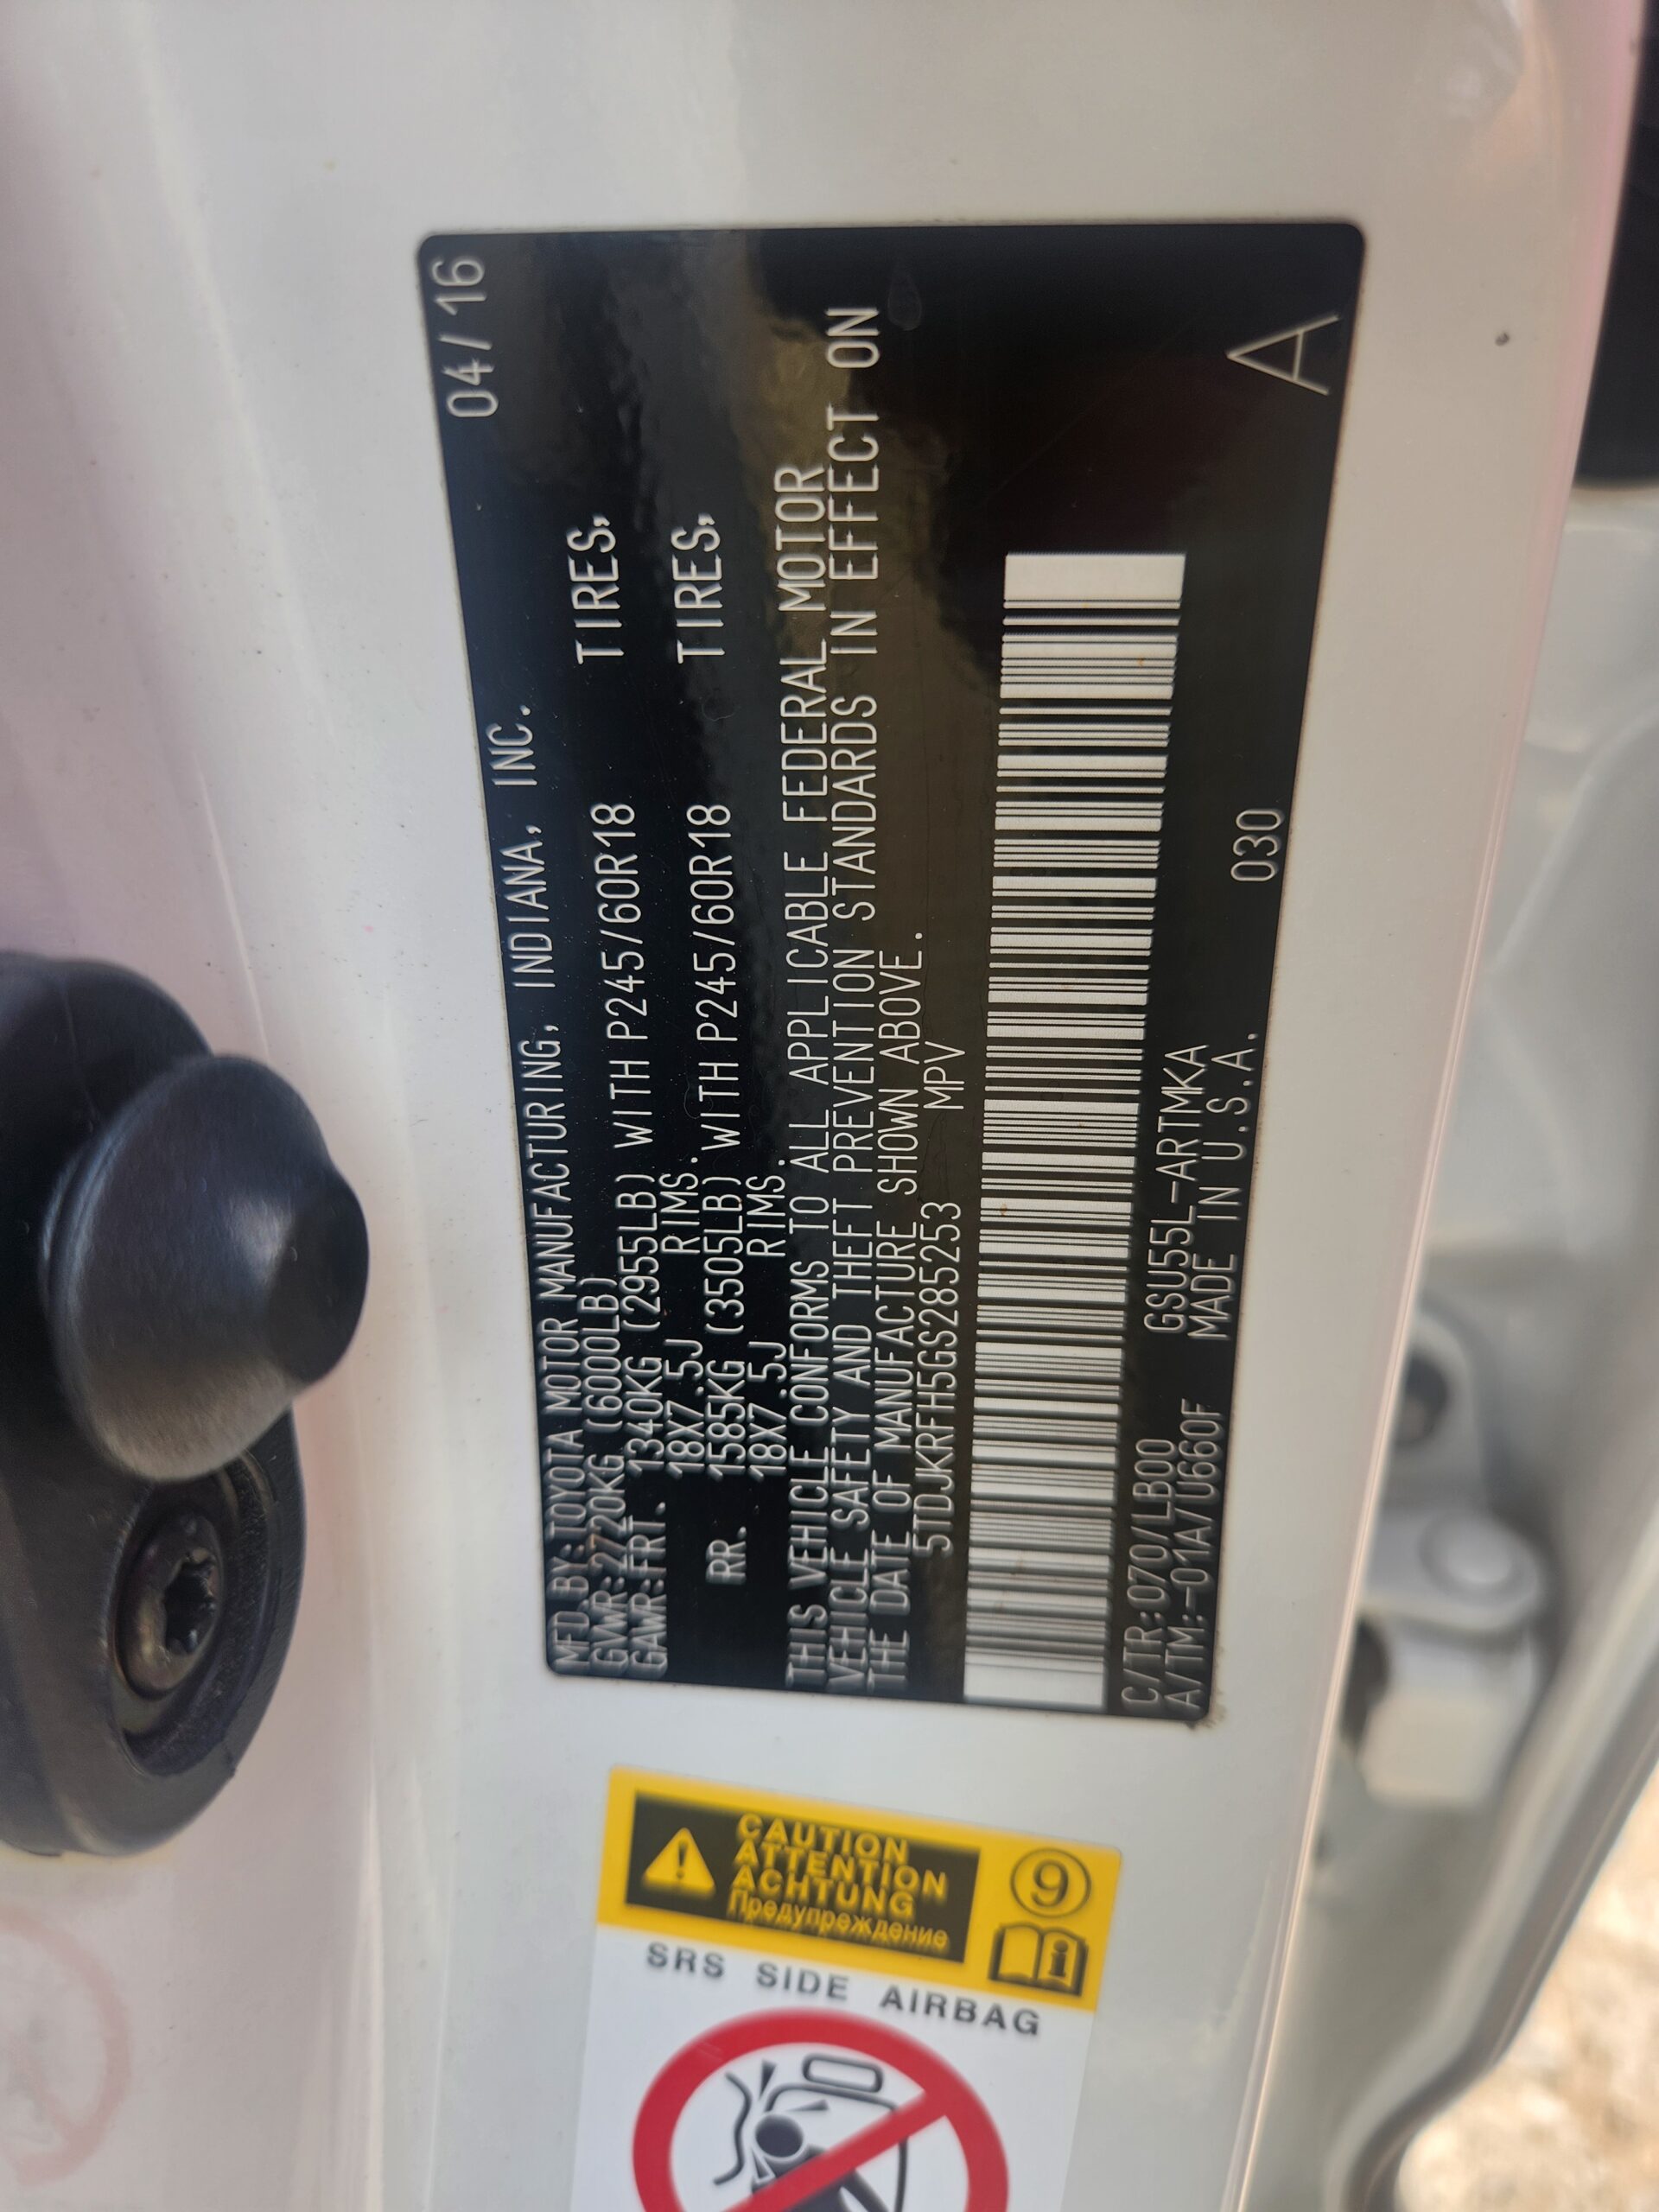 04/16
MFD BY:TOYOTA MOTOR MANUFACTURING, INDIANA, INC.
GVWR:2720KG (6000LB)
GAWR:FRT. 1340KG (2955LB) WITH P245/60R18 TIRES,
18X7.5J RIMS.
RR. 1585KG (3505LB) WITH P245/60R18 TIRES,
18X7.5J RIMS.
THIS VEHICLE CONFORMS TO ALL APPLICABLE FEDERAL MOTOR
VEHICLE SAFETY AND THEFT PREVENTION STANDARDS IN EFFECT ON
THE DATE OF MANUFACTURE SHOWN ABOVE.
5TDJKRFH5GS285253 MPV
C/TR:070/LB00 GSU55L-ARTMKA 030
A/TM:-01A/U660F MADE IN U.S.A.
A
CAUTION
ATTENTION
ACHTUNG
Предупреждение
9
i
SRS SIDE AIRBAG